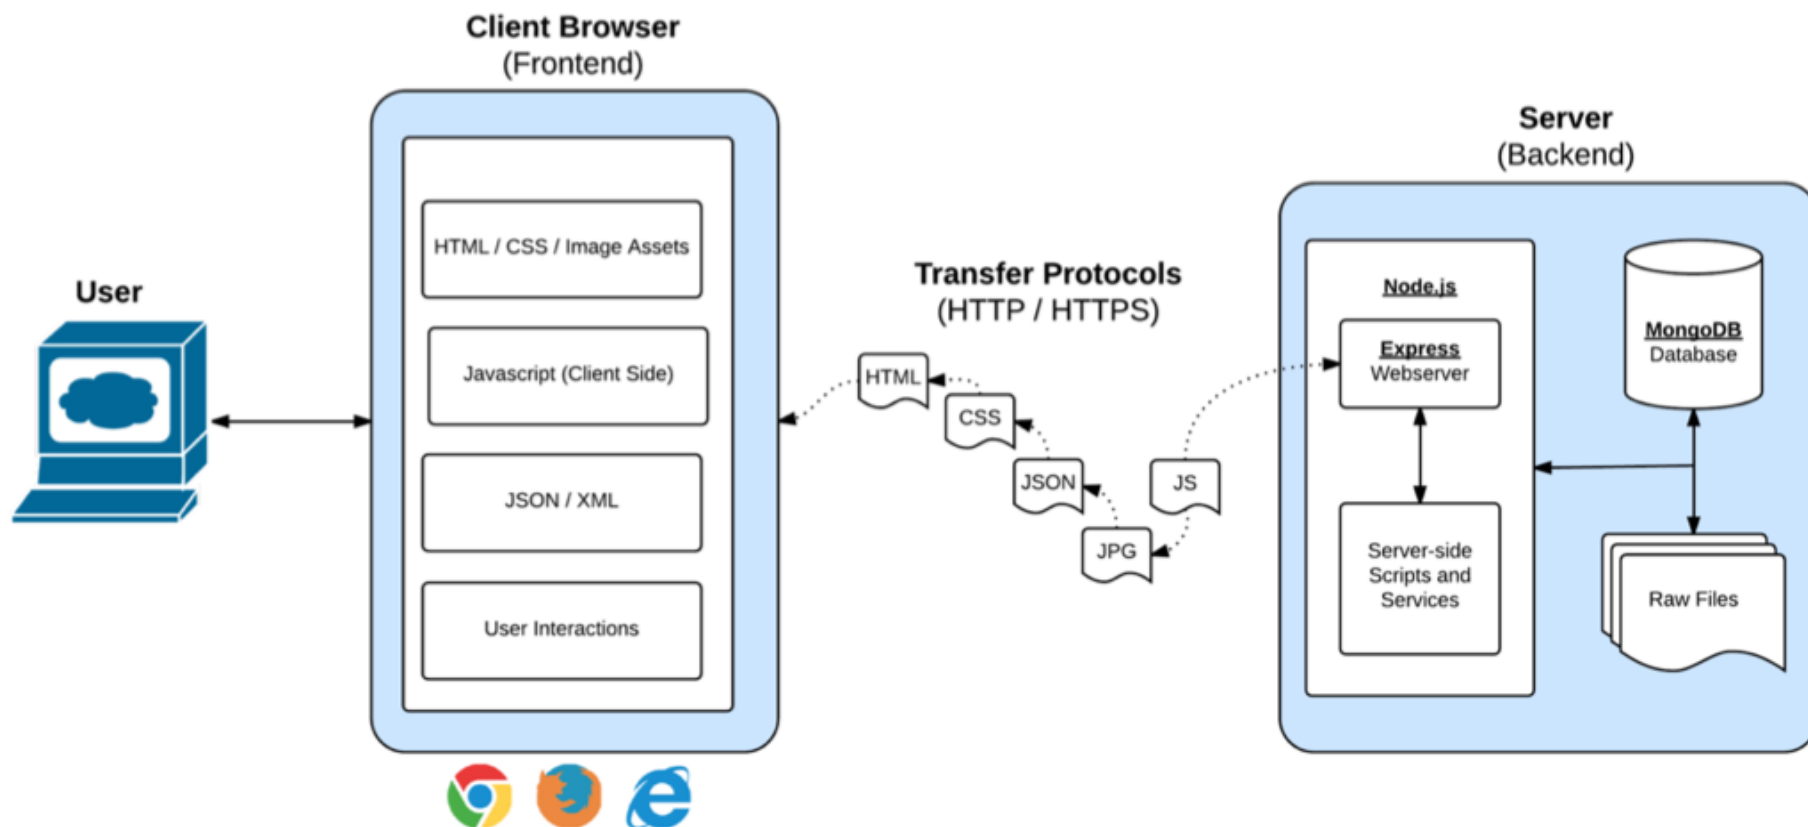 Client Browser
(Frontend)
HTML / CSS / Image Assets
Javascript (Client Side)
JSON / XML
User Interactions
User
Transfer Protocols
(HTTP / HTTPS)
HTML
CSS
JSON
JPG
JS
Server
(Backend)
Node.js
Express
Webserver
Server-side
Scripts and
Services
MongoDB
Database
Raw Files